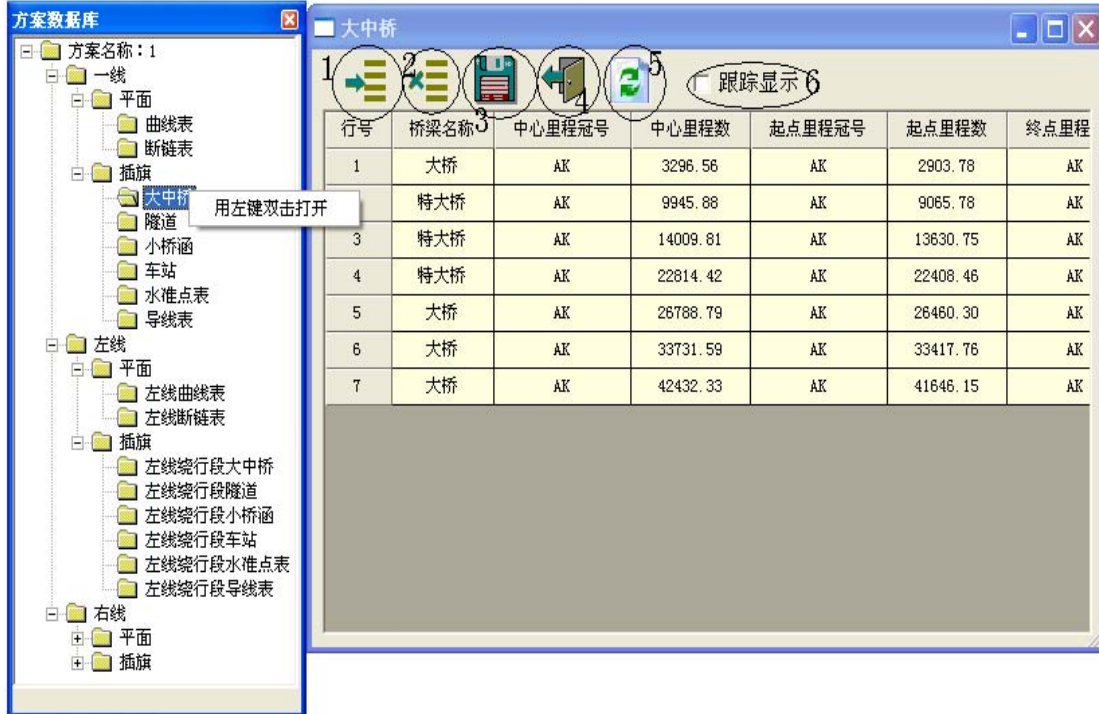 方案数据库
方案名称：1
一线
平面
曲线表
断链表
插旗
大中桥
用左键双击打开
隧道
小桥涵
车站
水准点表
导线表
左线
平面
左线曲线表
左线断链表
插旗
左线绕行段大中桥
左线绕行段隧道
左线绕行段小桥涵
左线绕行段车站
左线绕行段水准点表
左线绕行段导线表
右线
平面
插旗
大中桥
1 2 3 4 5 跟踪显示 6
行号 桥梁名称 中心里程冠号 中心里程数 起点里程冠号 起点里程数 终点里程
1 大桥 AK 3296.56 AK 2903.78 AK
特大桥 AK 9945.88 AK 9065.78 AK
3 特大桥 AK 14009.81 AK 13630.75 AK
4 特大桥 AK 22814.42 AK 22408.46 AK
5 大桥 AK 26788.79 AK 26460.30 AK
6 大桥 AK 33731.59 AK 33417.76 AK
7 大桥 AK 42432.33 AK 41646.15 AK